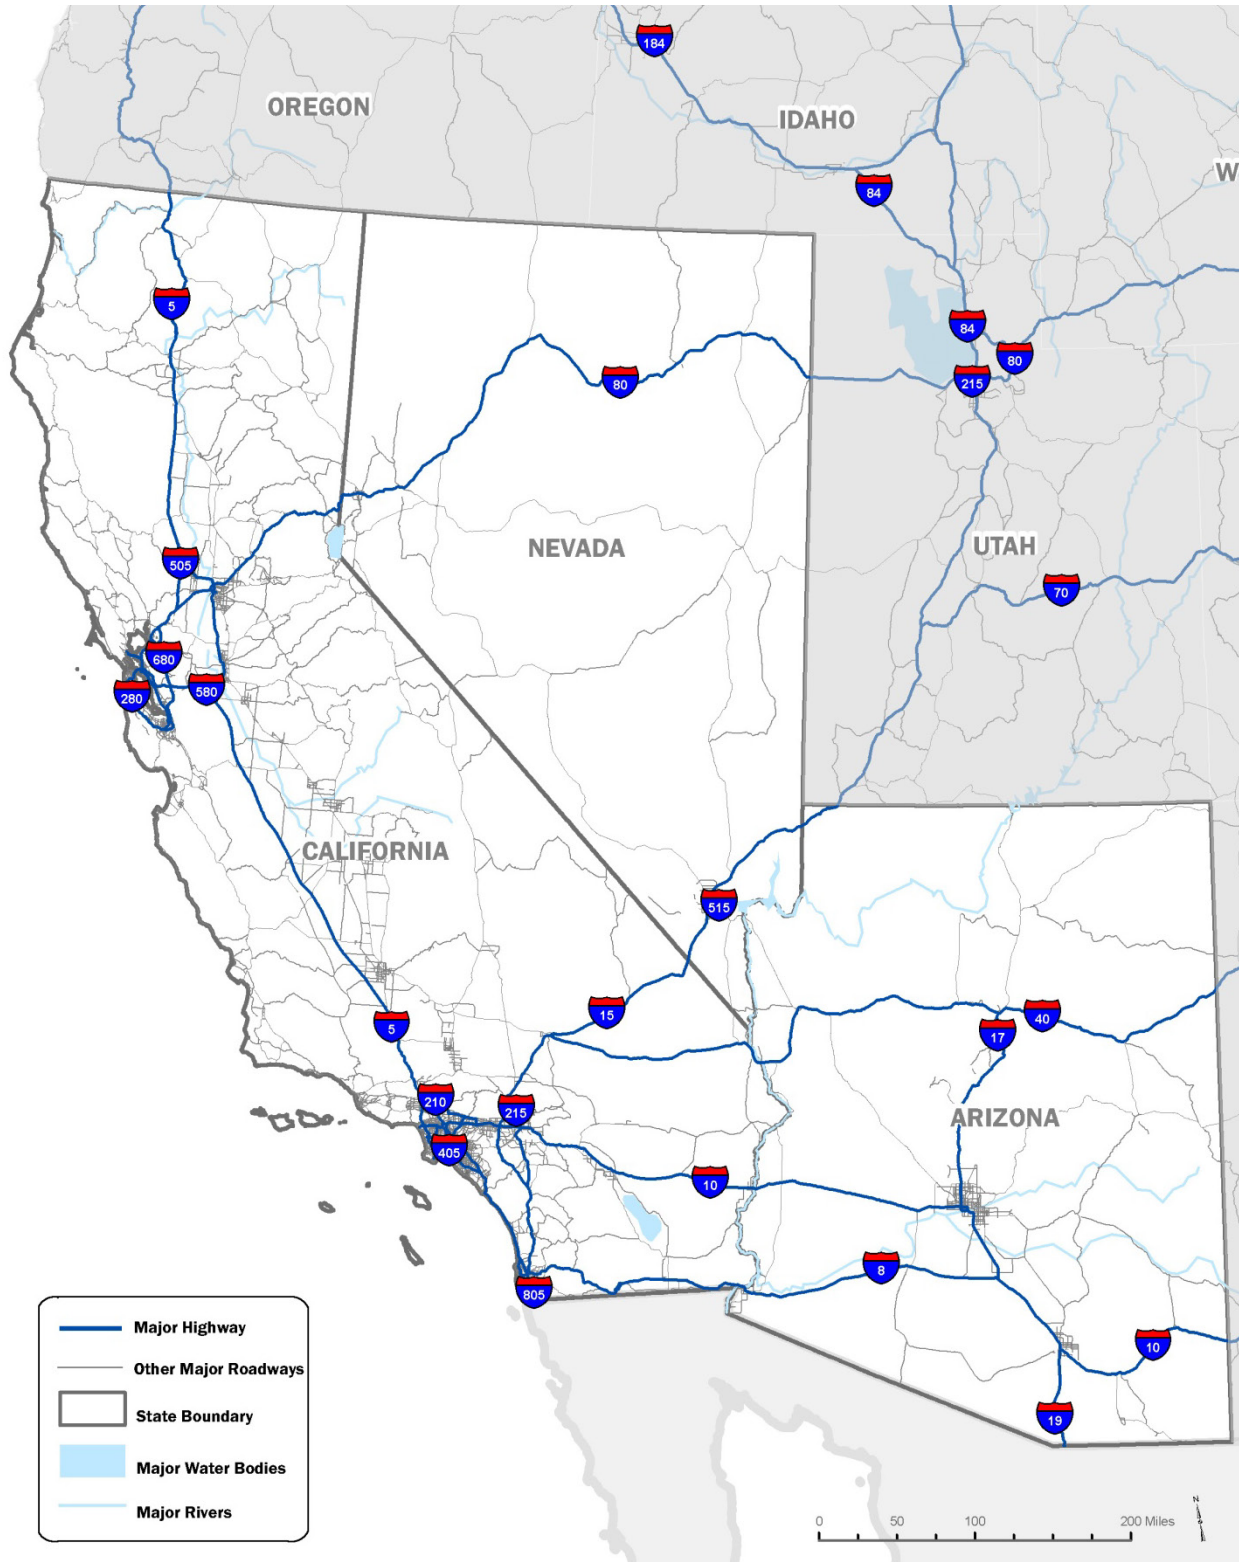 184
OREGON
IDAHO
W
84
5
84
80
80
215
NEVADA
UTAH
505
70
680
280
580
CALIFORNIA
515
15
40
5
17
210
215
ARIZONA
405
10
8
805
10
19
Major Highway
Other Major Roadways
State Boundary
Major Water Bodies
Major Rivers
N
0 50 100 200 Miles